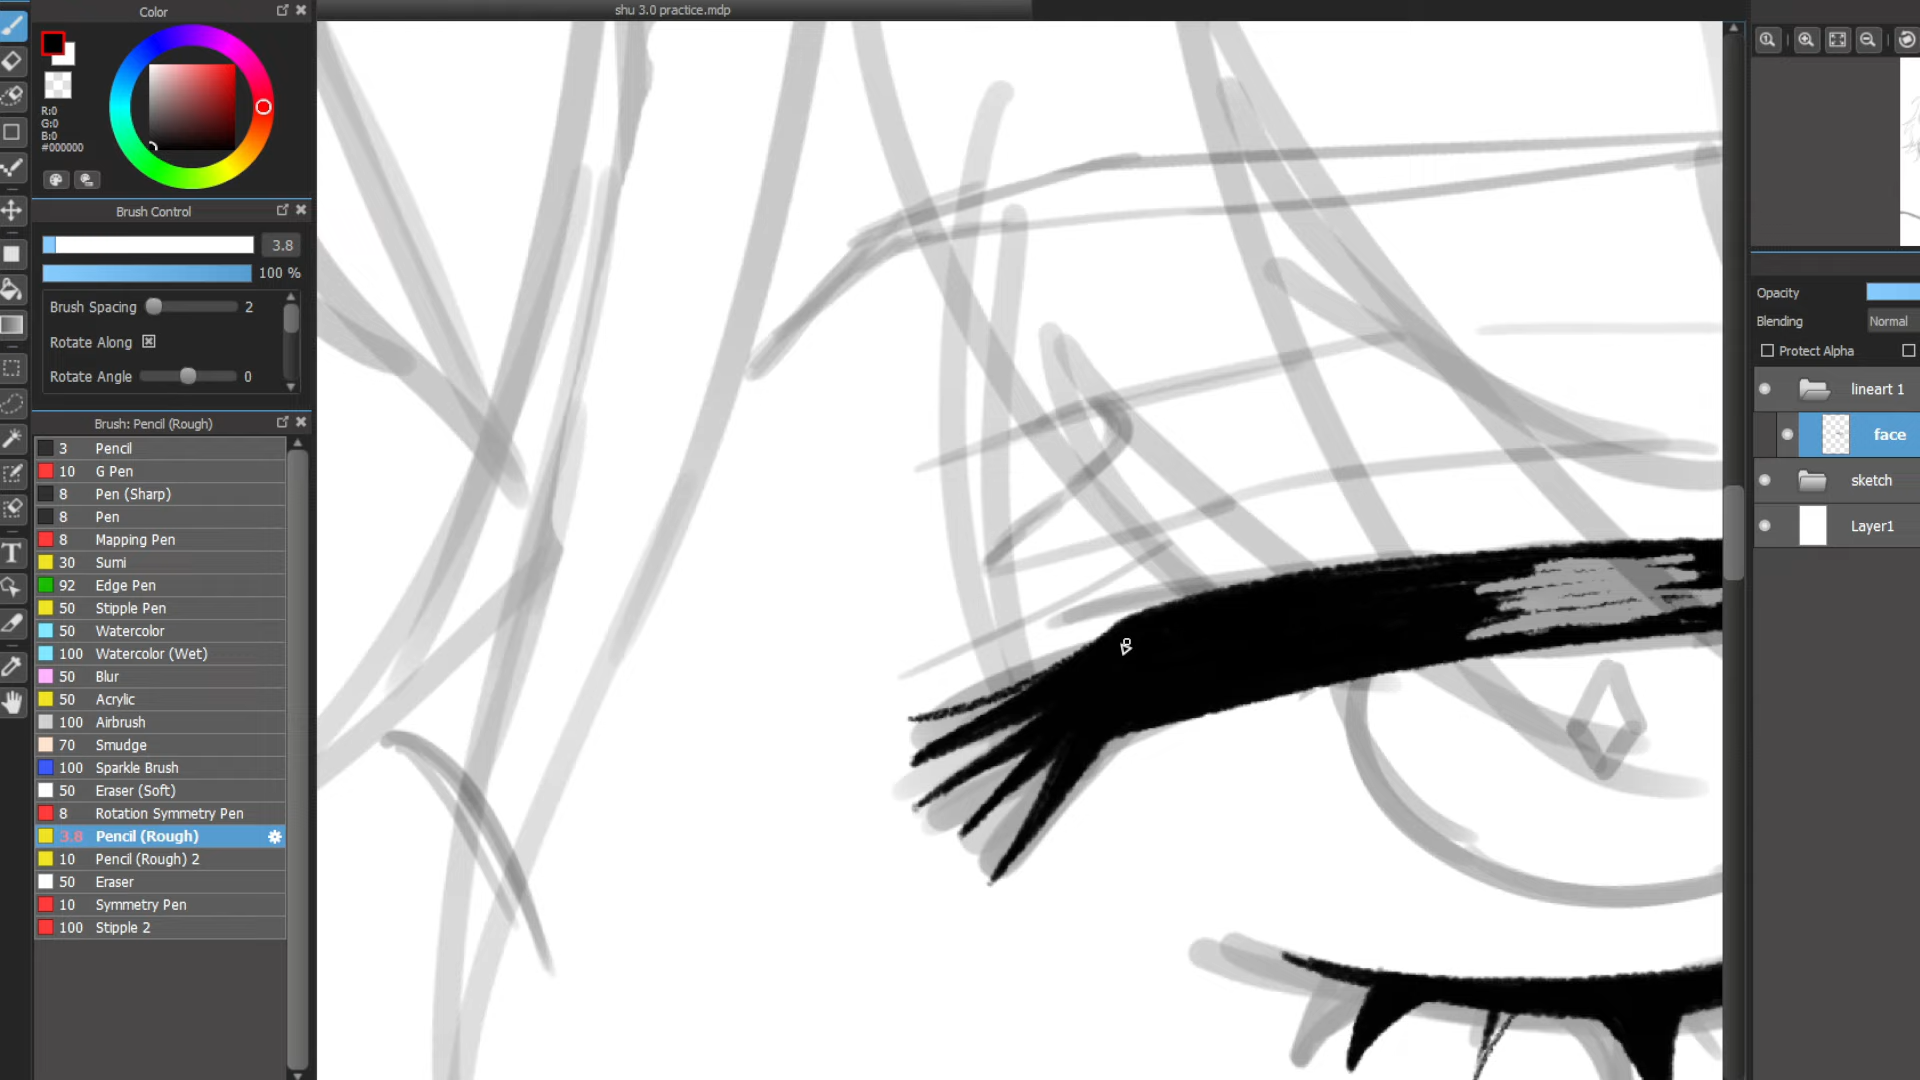 Color
shu 3.0 practice.mdp
R:0
G:0
B:0
#000000
Brush Control
3.8
100 %
Brush Spacing 2
Rotate Along
Rotate Angle 0
Brush: Pencil (Rough)
3 Pencil
10 G Pen
8 Pen (Sharp)
8 Pen
8 Mapping Pen
30 Sumi
92 Edge Pen
50 Stipple Pen
50 Watercolor
100 Watercolor (Wet)
50 Blur
50 Acrylic
100 Airbrush
70 Smudge
100 Sparkle Brush
50 Eraser (Soft)
8 Rotation Symmetry Pen
3.8 Pencil (Rough)
10 Pencil (Rough) 2
50 Eraser
10 Symmetry Pen
100 Stipple 2
Opacity
Blending Normal
Protect Alpha
lineart 1
face
sketch
Layer1